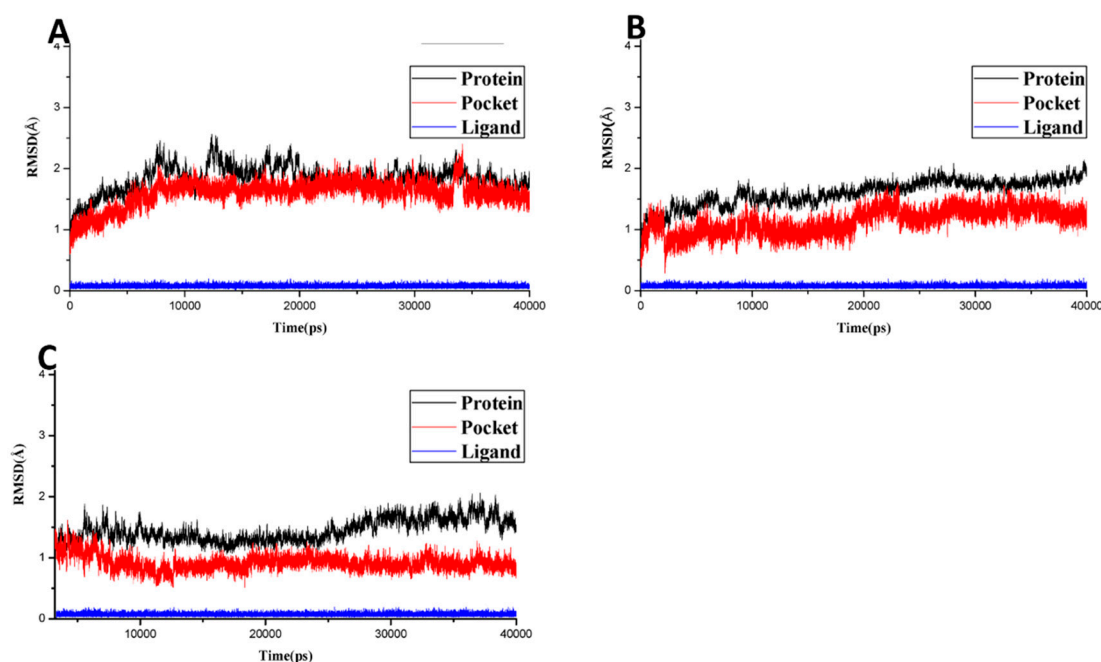 A
RMSD(Å)
4
3
2
1
0
0 10000 20000 30000 40000
Time(ps)
Protein
Pocket
Ligand
B
RMSD(Å)
4
3
2
1
0
0 10000 20000 30000 40000
Time(ps)
Protein
Pocket
Ligand
C
RMSD(Å)
4
3
2
1
0
10000 20000 30000 40000
Time(ps)
Protein
Pocket
Ligand